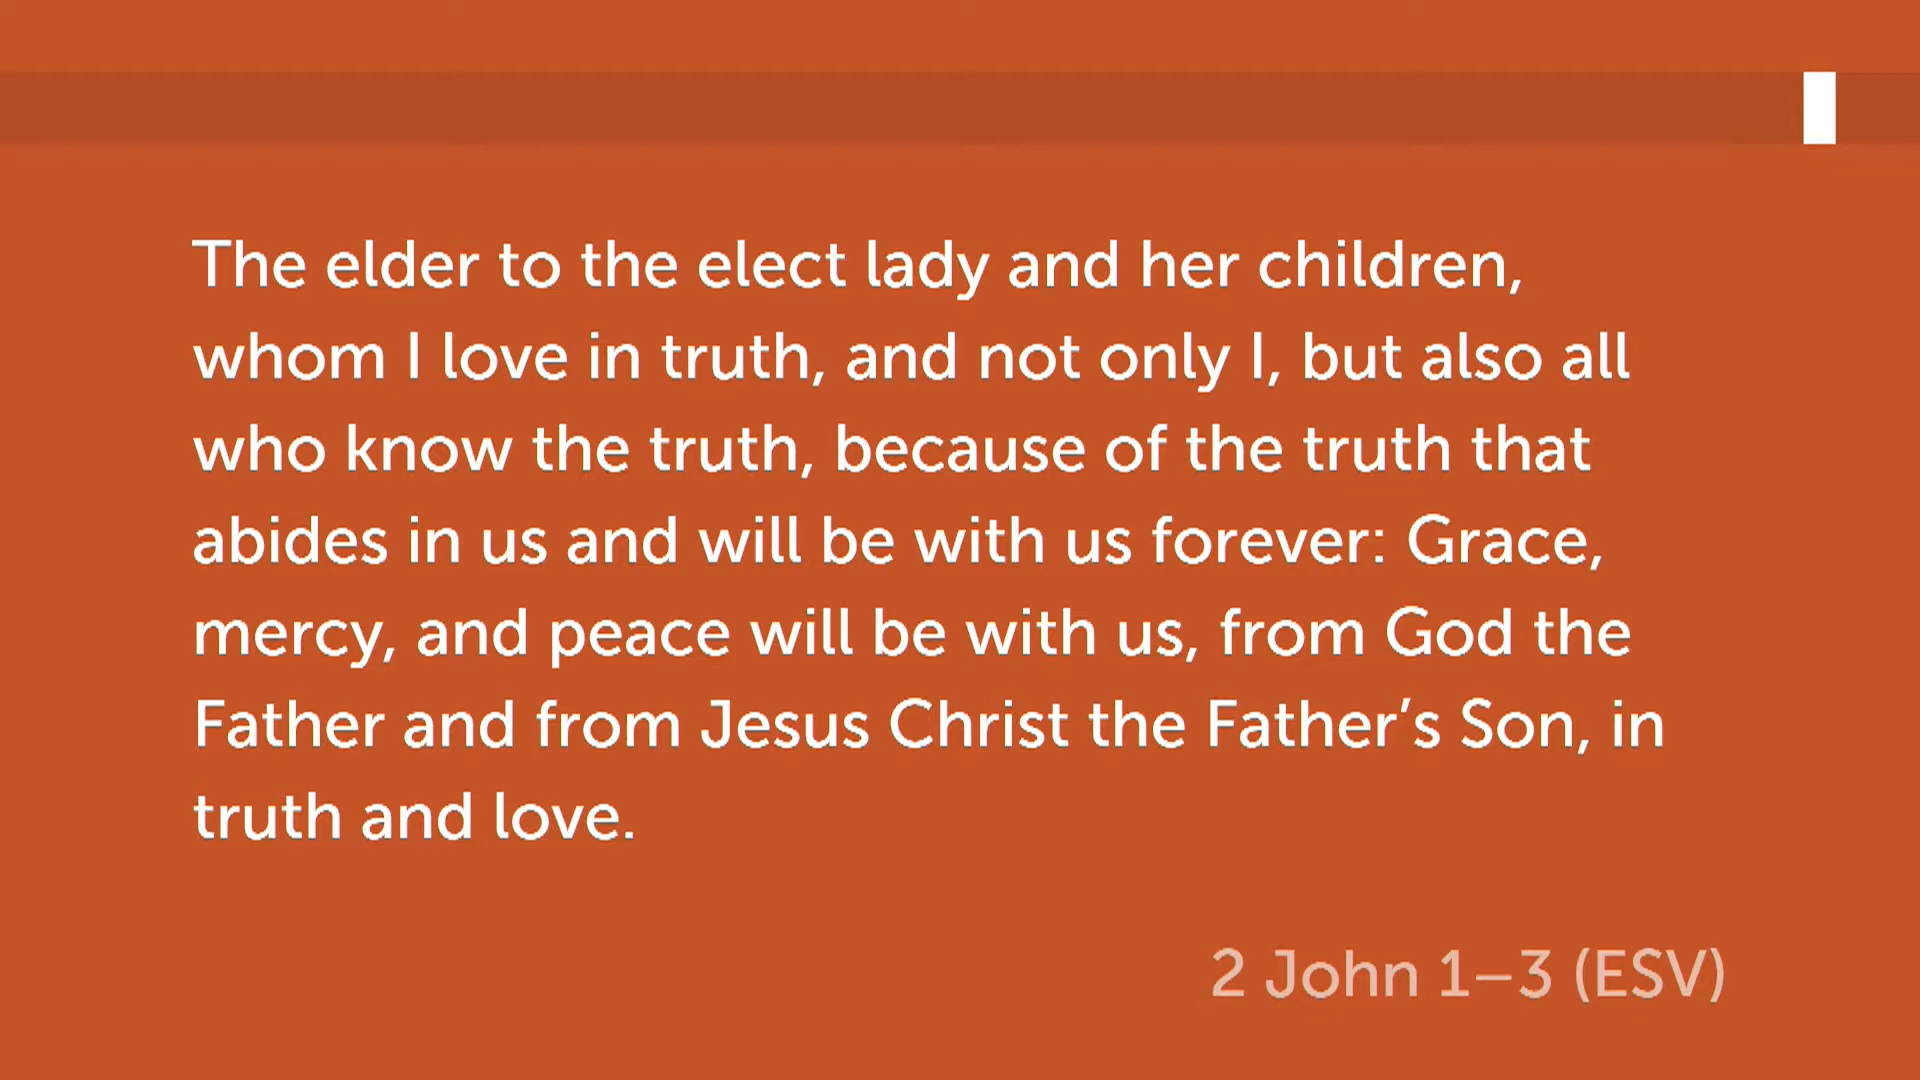 The elder to the elect lady and her children,
whom I love in truth, and not only I, but also all
who know the truth, because of the truth that
abides in us and will be with us forever: Grace,
mercy, and peace will be with us, from God the
Father and from Jesus Christ the Father’s Son, in
truth and love.
2 John 1–3 (ESV)